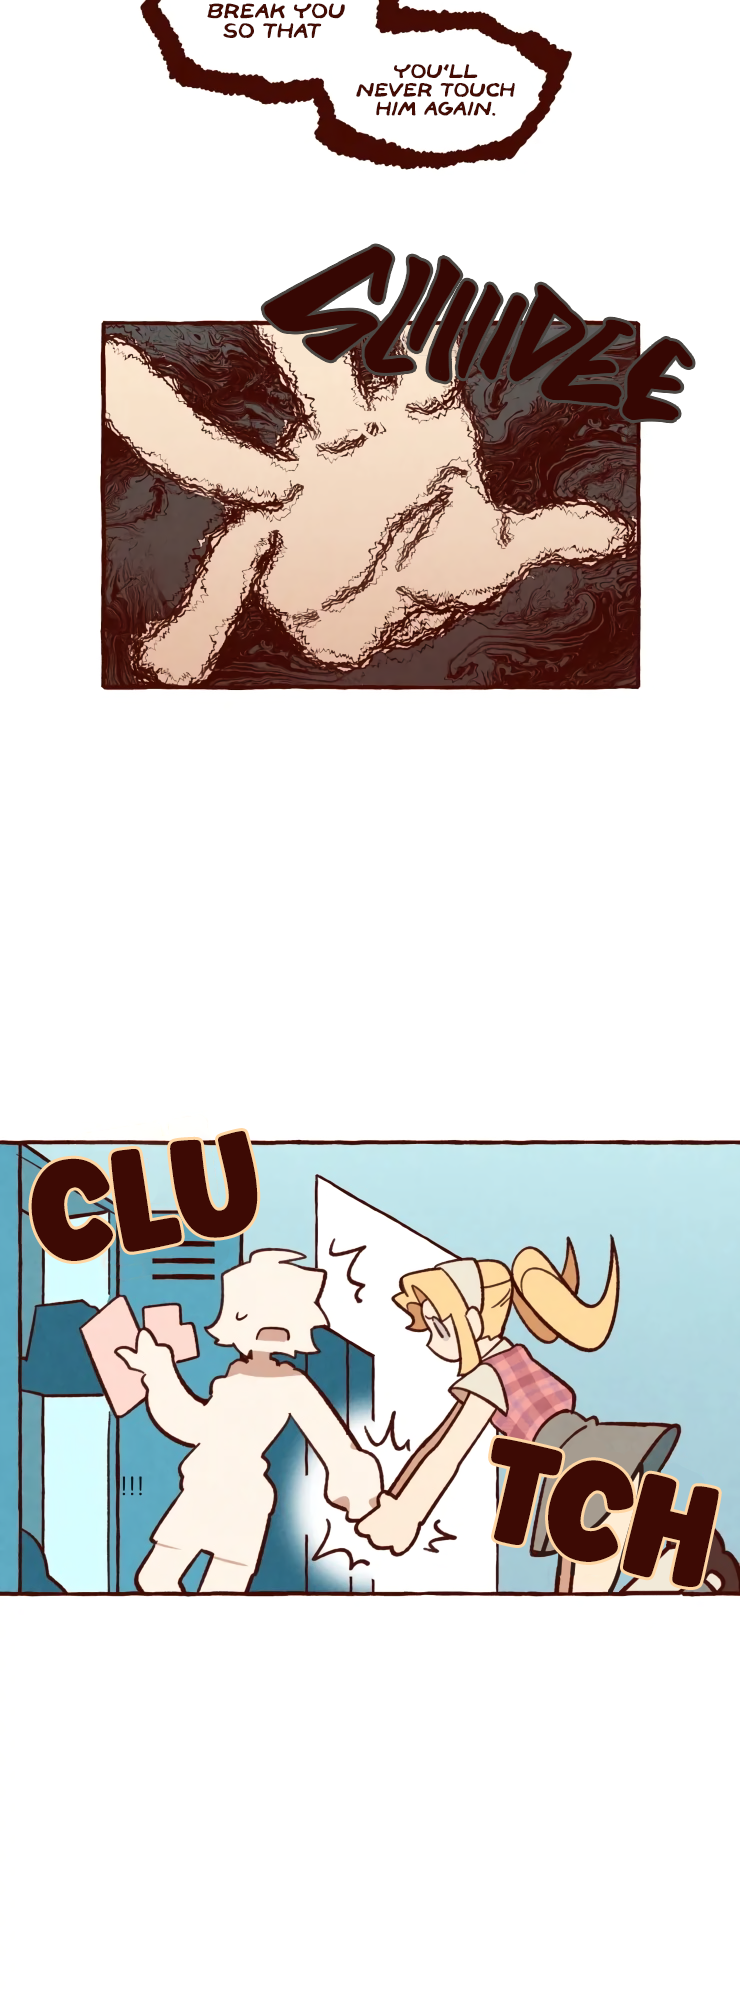 BREAK YOU
SO THAT
YOU'LL
NEVER TOUCH
HIM AGAIN.
SLIIIIDEE
CLU
!!!
TCH